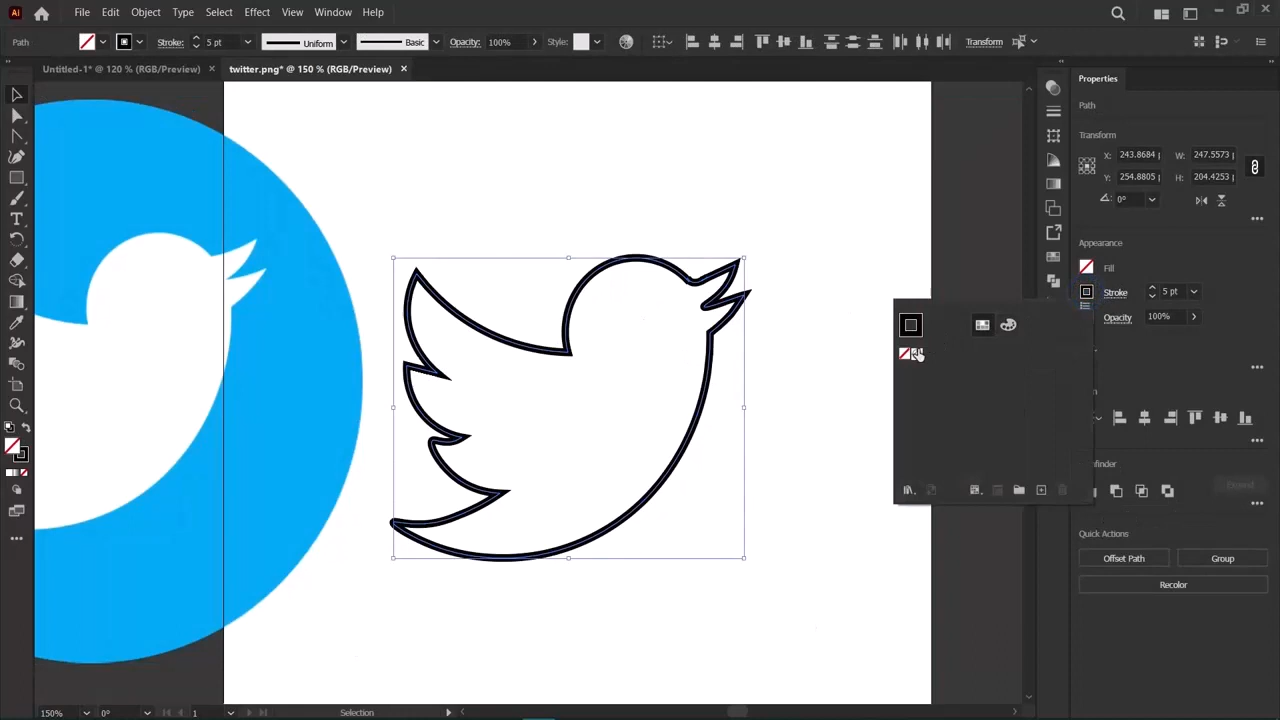 Ai File Edit Object Type Select Effect View Window Help
Path Stroke: 5 pt Uniform Basic Opacity: 100% Style: Transform
Untitled-1* @ 120 % (RGB/Preview) × twitter.png* @ 150 % (RGB/Preview) ×
Properties
Path
Transform
X: 243.8684 W: 247.5573
Y: 254.8805 H: 204.4253
0°
Appearance
Fill
Stroke 5 pt
Opacity 100%
Quick Actions
Offset Path Group
Recolor
150% 0° 1 Selection